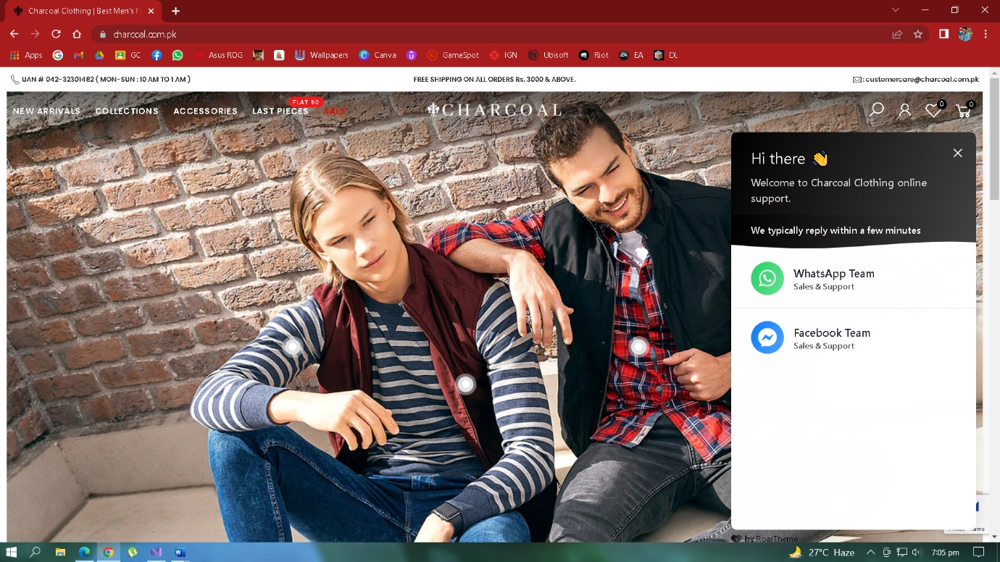 Charcoal Clothing | Best Men's F
charcoal.com.pk
Apps
GC
Asus ROG
Wallpapers
Canva
GameSpot
IGN
Ubisoft
Riot
EA
DL
UAN # 042-32301482 ( MON-SUN : 10 AM TO 1 AM )
FREE SHIPPING ON ALL ORDERS Rs. 3000 & ABOVE.
: customercare@charcoal.com.pk
FLAT 50
NEW ARRIVALS
COLLECTIONS
ACCESSORIES
LAST PIECES
SALE
CHARCOAL
0
0
Hi there 👋
Welcome to Charcoal Clothing online
support.
We typically reply within a few minutes
WhatsApp Team
Sales & Support
Facebook Team
Sales & Support
by RoarTheme
27°C Haze
7:05 pm